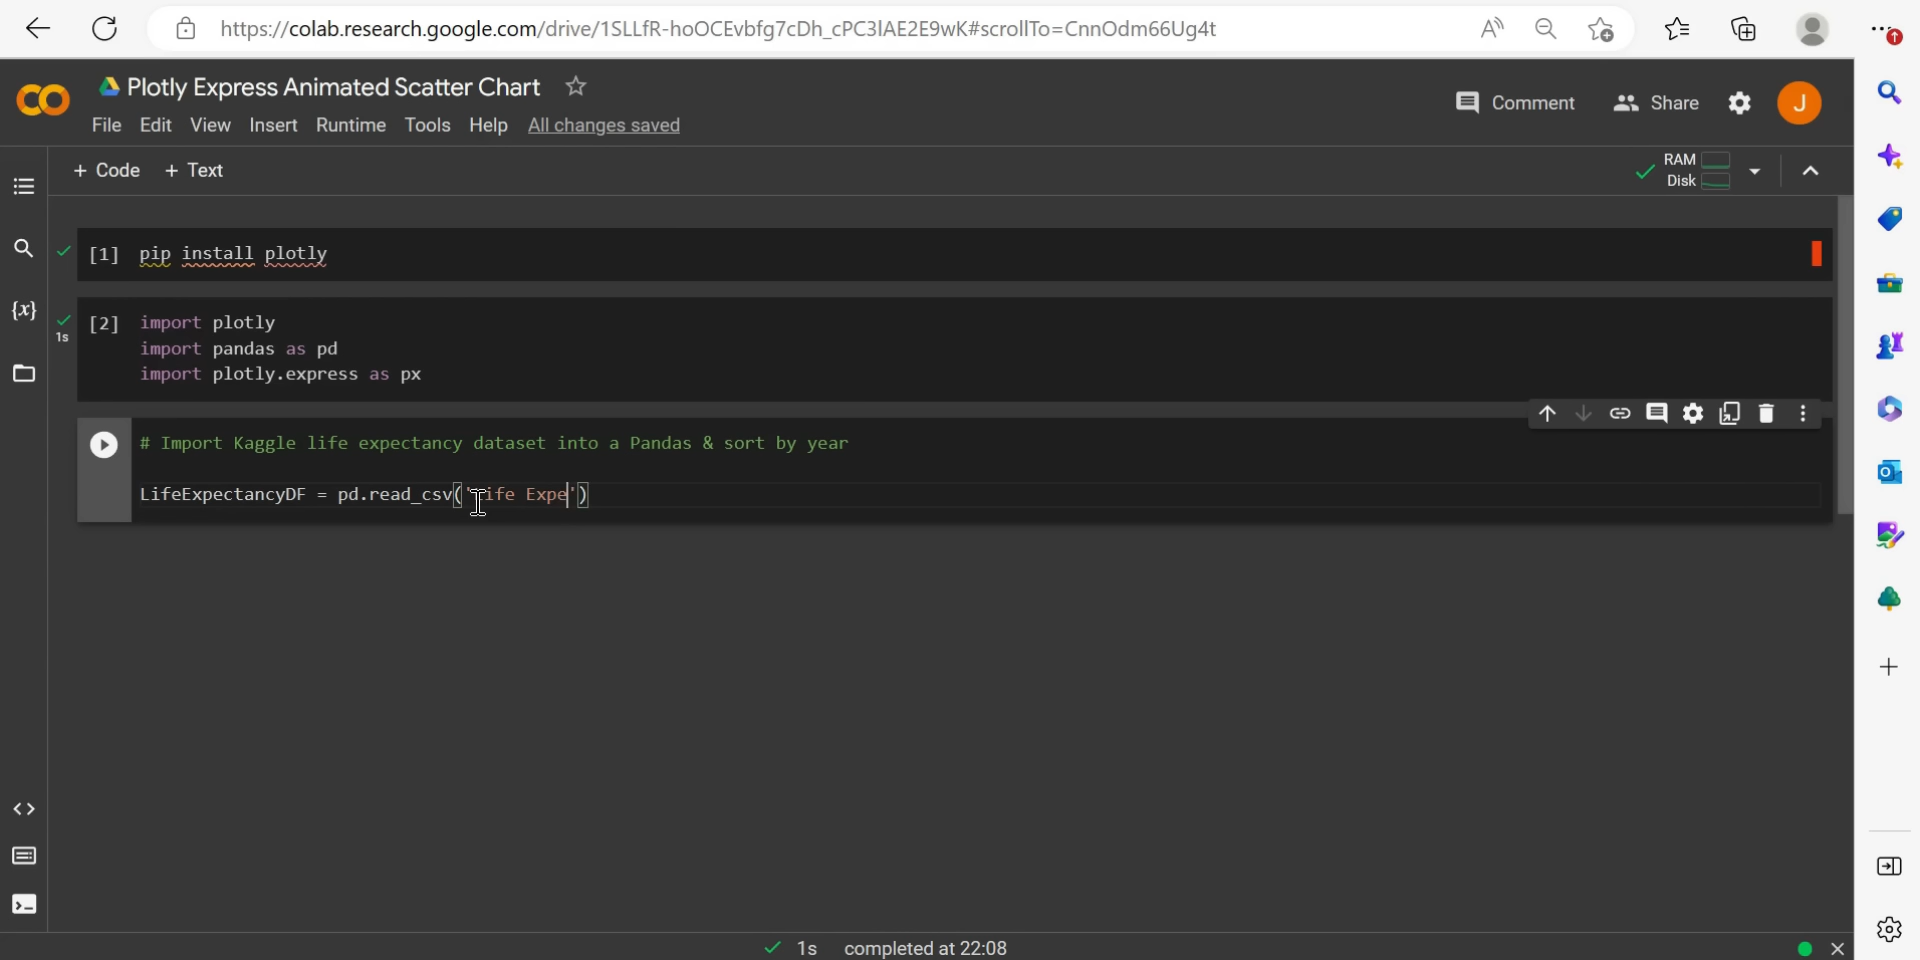 https://colab.research.google.com/drive/1SLLfR-hoOCEvbfg7cDh_cPC3lAE2E9wK#scrollTo=CnnOdm66Ug4t
Plotly Express Animated Scatter Chart
Comment
Share
J
File Edit View Insert Runtime Tools Help All changes saved
+ Code + Text
RAM
Disk
[1] pip install plotly
{x}
[2] import plotly
1s
import pandas as pd
import plotly.express as px
# Import Kaggle life expectancy dataset into a Pandas & sort by year
LifeExpectancyDF = pd.read_csv('Life Expe')
1s completed at 22:08